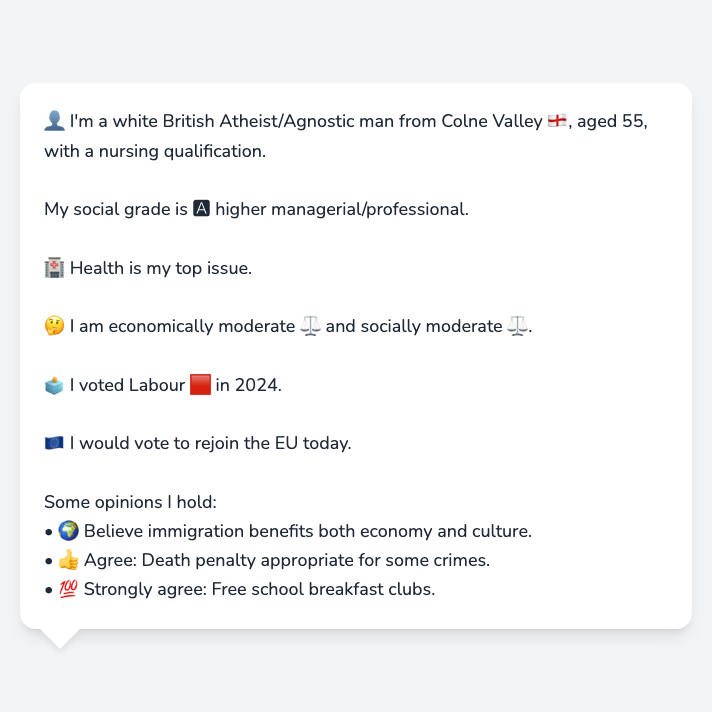 👤 I'm a white British Atheist/Agnostic man from Colne Valley 🏴󠁧󠁢󠁥󠁮󠁧󠁿, aged 55,
with a nursing qualification.
My social grade is 🅰 higher managerial/professional.
🏥 Health is my top issue.
🤔 I am economically moderate ⚖️ and socially moderate ⚖️.
🗳️ I voted Labour 🟥 in 2024.
🇪🇺 I would vote to rejoin the EU today.
Some opinions I hold:
• 🌍 Believe immigration benefits both economy and culture.
• 👍 Agree: Death penalty appropriate for some crimes.
• 💯 Strongly agree: Free school breakfast clubs.